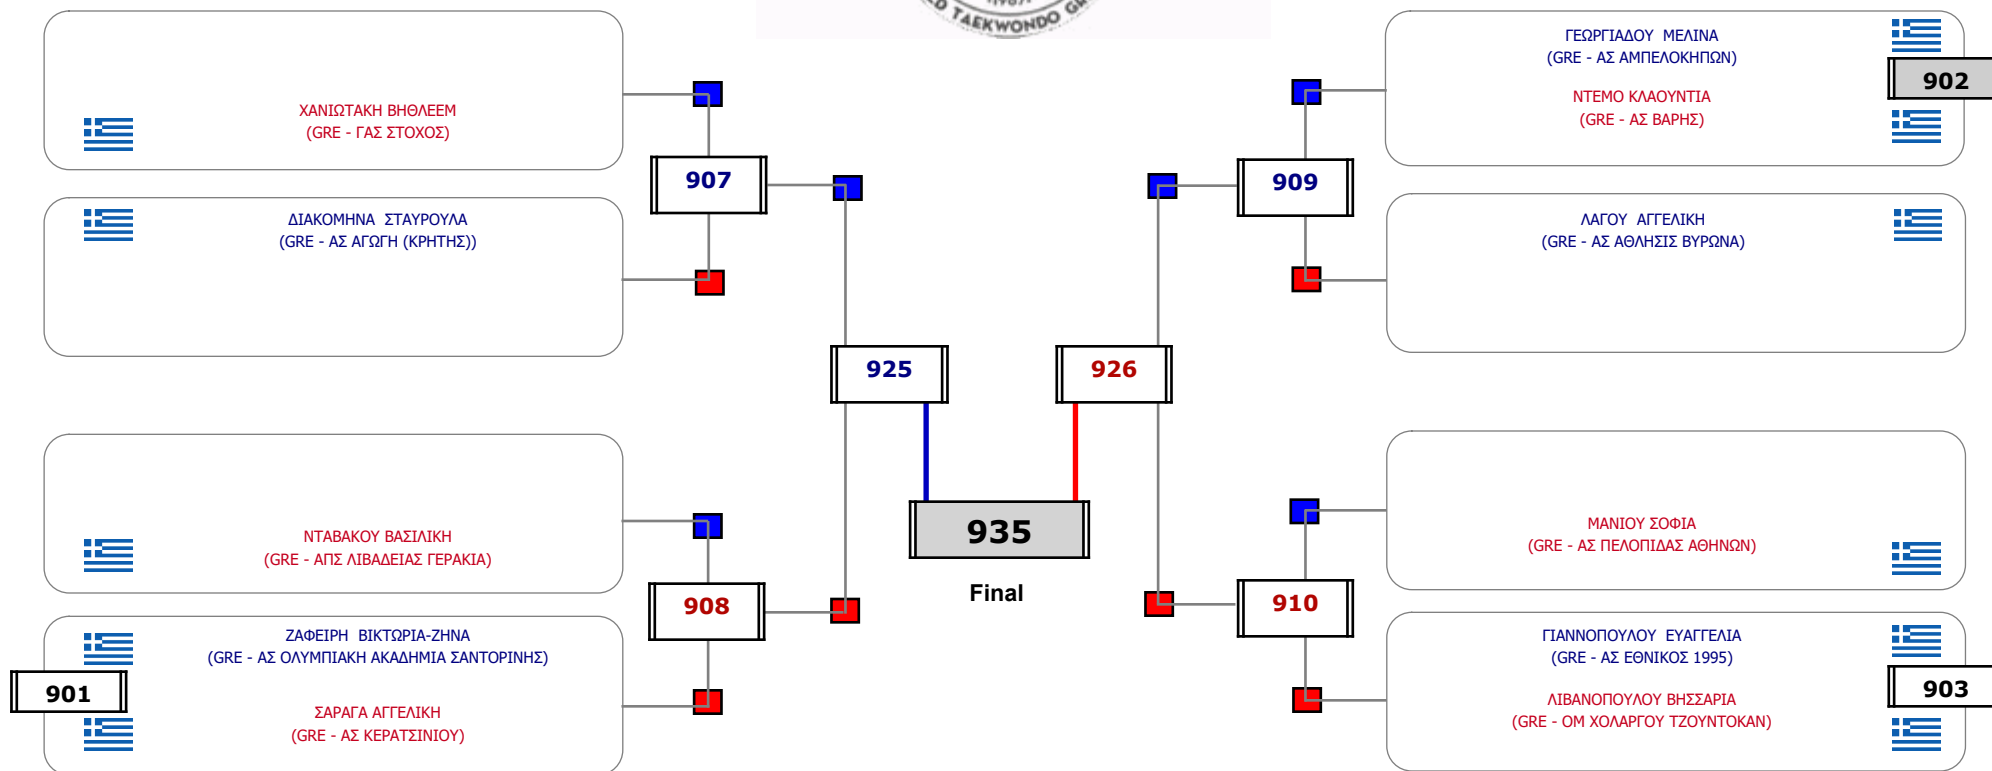 TAEKWONDO
ΧΑΝΙΩΤΑΚΗ ΒΗΘΛΕΕΜ
(GRE - ΓΑΣ ΣΤΟΧΟΣ)
907
ΔΙΑΚΟΜΗΝΑ ΣΤΑΥΡΟΥΛΑ
(GRE - ΑΣ ΑΓΩΓΗ (ΚΡΗΤΗΣ))
925
ΝΤΑΒΑΚΟΥ ΒΑΣΙΛΙΚΗ
(GRE - ΑΠΣ ΛΙΒΑΔΕΙΑΣ ΓΕΡΑΚΙΑ)
908
ΖΑΦΕΙΡΗ ΒΙΚΤΩΡΙΑ-ΖΗΝΑ
(GRE - ΑΣ ΟΛΥΜΠΙΑΚΗ ΑΚΑΔΗΜΙΑ ΣΑΝΤΟΡΙΝΗΣ)
901
ΣΑΡΑΓΑ ΑΓΓΕΛΙΚΗ
(GRE - ΑΣ ΚΕΡΑΤΣΙΝΙΟΥ)
935
Final
ΓΕΩΡΓΙΑΔΟΥ ΜΕΛΙΝΑ
(GRE - ΑΣ ΑΜΠΕΛΟΚΗΠΩΝ)
902
ΝΤΕΜΟ ΚΛΑΟΥΝΤΙΑ
(GRE - ΑΣ ΒΑΡΗΣ)
909
ΛΑΓΟΥ ΑΓΓΕΛΙΚΗ
(GRE - ΑΣ ΑΘΛΗΣΙΣ ΒΥΡΩΝΑ)
926
ΜΑΝΙΟΥ ΣΟΦΙΑ
(GRE - ΑΣ ΠΕΛΟΠΙΔΑΣ ΑΘΗΝΩΝ)
910
ΓΙΑΝΝΟΠΟΥΛΟΥ ΕΥΑΓΓΕΛΙΑ
(GRE - ΑΣ ΕΘΝΙΚΟΣ 1995)
903
ΛΙΒΑΝΟΠΟΥΛΟΥ ΒΗΣΣΑΡΙΑ
(GRE - ΟΜ ΧΟΛΑΡΓΟΥ ΤΖΟΥΝΤΟΚΑΝ)